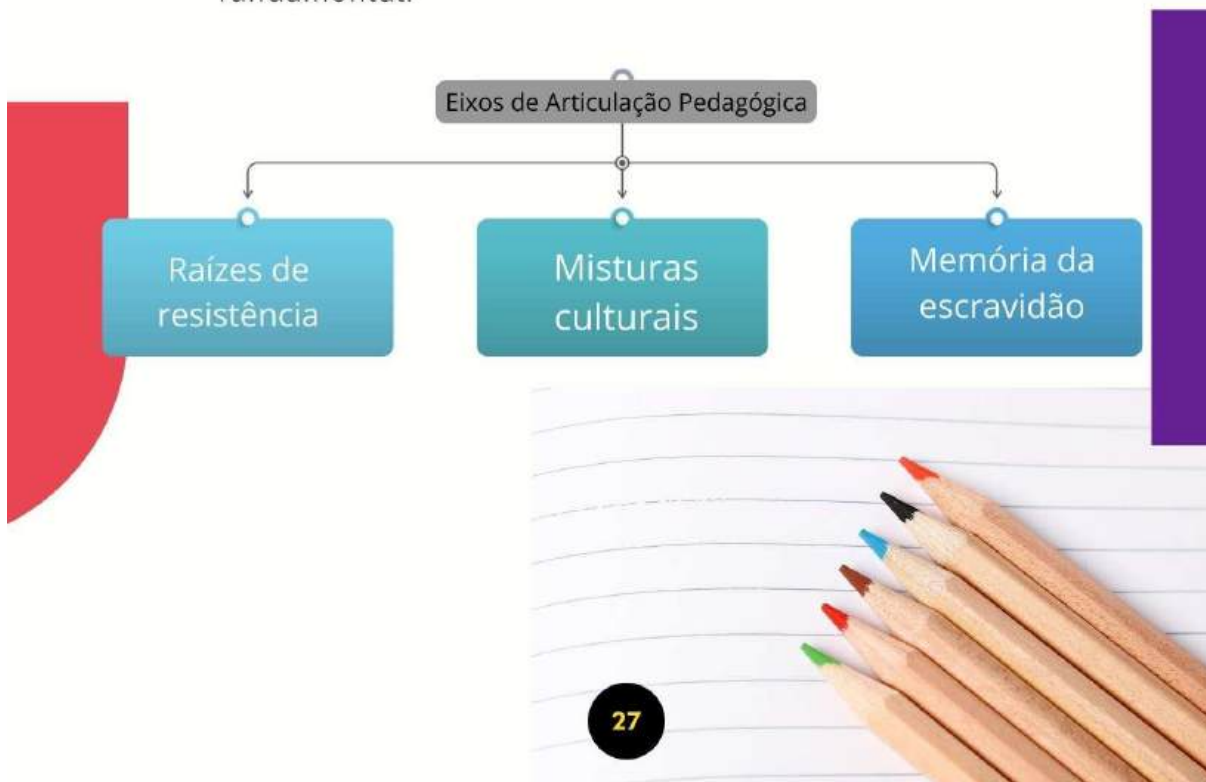 Eixos de Articulação Pedagógica
Raízes de
resistência
Misturas
culturais
Memória da
escravidão
27